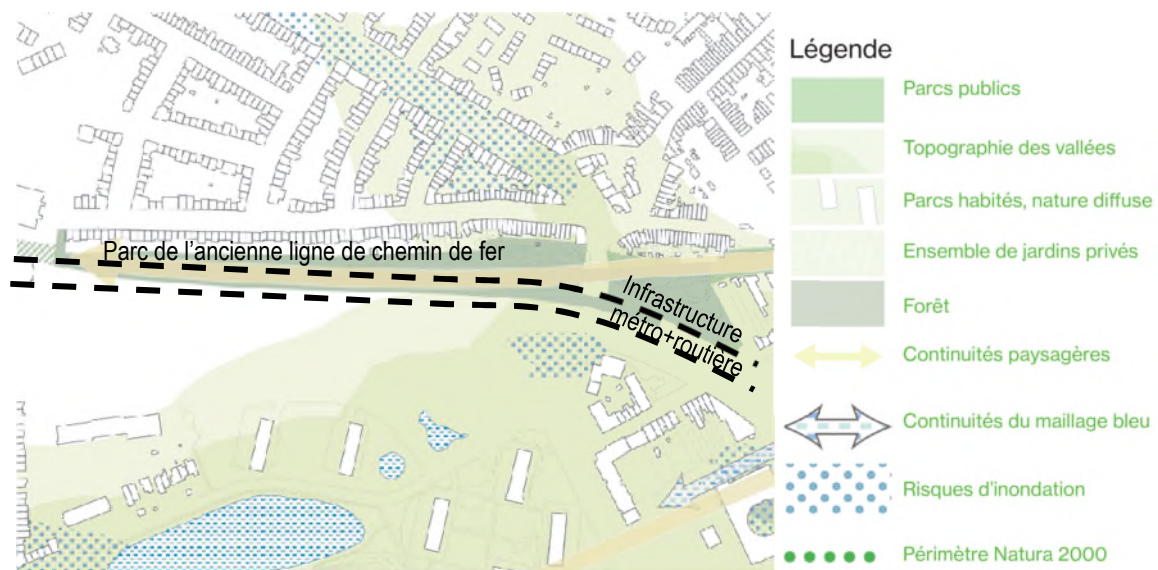 Parc de l'ancienne ligne de chemin de fer
Infrastructure
métro+routière
Légende
Parcs publics
Topographie des vallées
Parcs habités, nature diffuse
Ensemble de jardins privés
Forêt
Continuités paysagères
Continuités du maillage bleu
Risques d'inondation
Périmètre Natura 2000